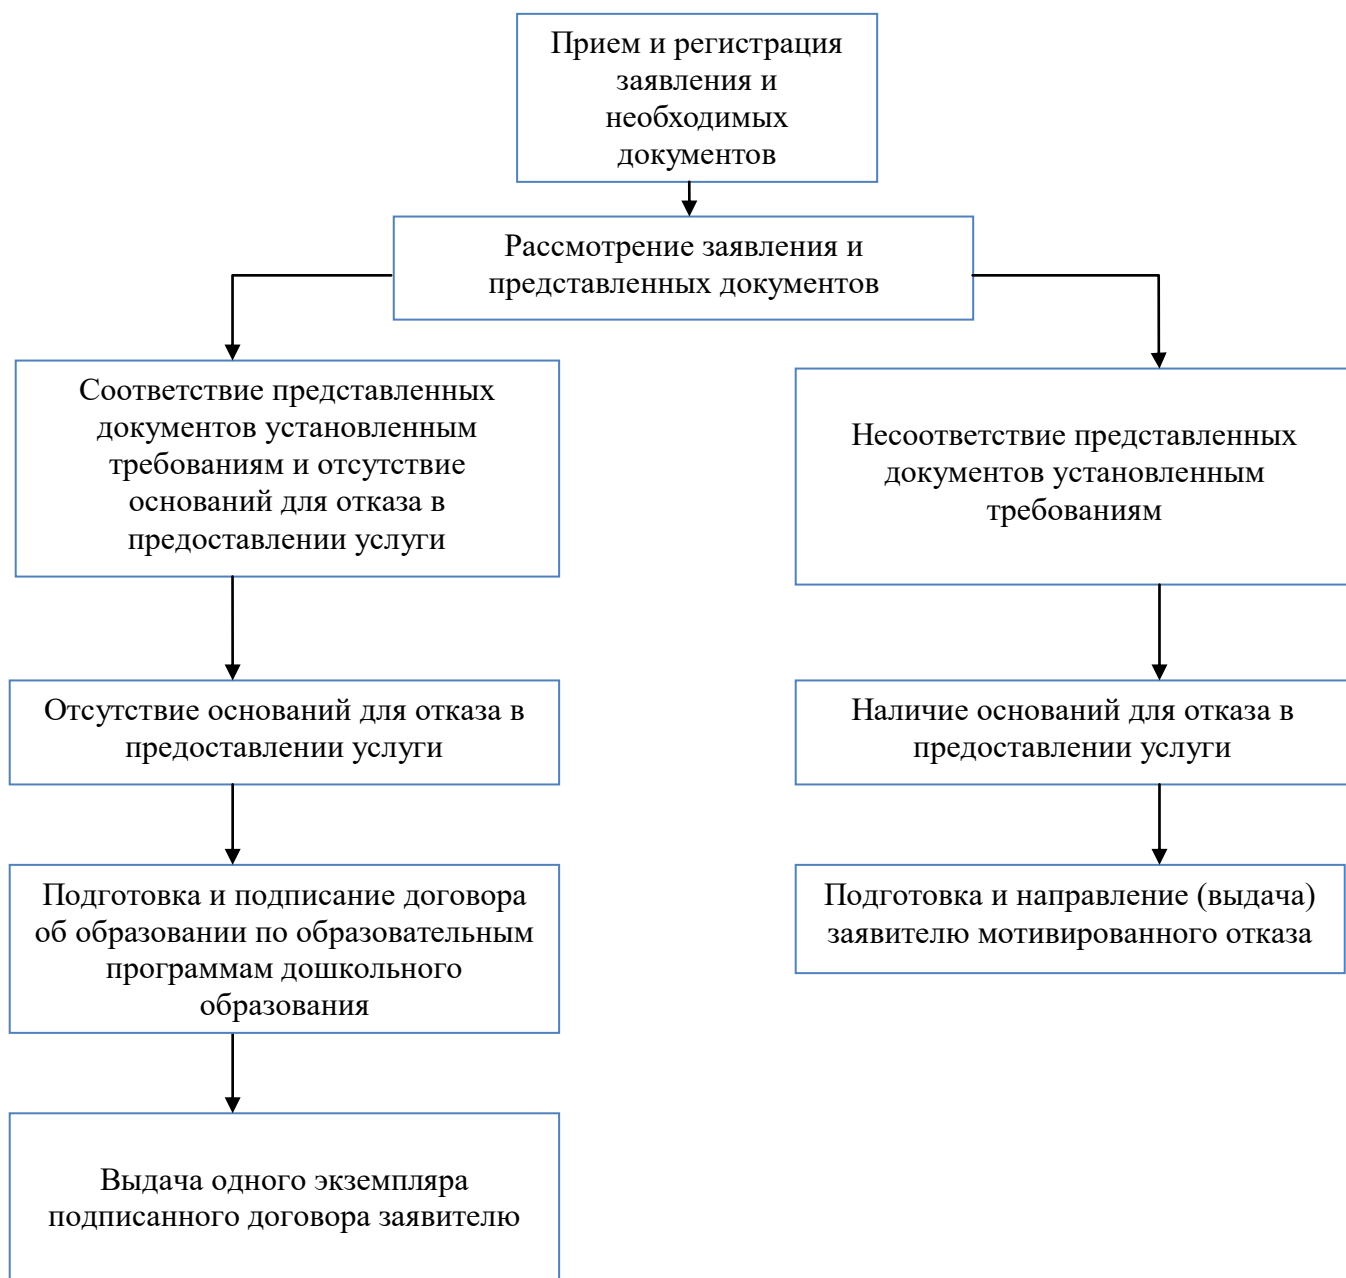 Прием и регистрация
заявления и
необходимых
документов
Рассмотрение заявления и
представленных документов
Соответствие представленных
документов установленным
требованиям и отсутствие
оснований для отказа в
предоставлении услуги
Несоответствие представленных
документов установленным
требованиям
Отсутствие оснований для отказа в
предоставлении услуги
Наличие оснований для отказа в
предоставлении услуги
Подготовка и подписание договора
об образовании по образовательным
программам дошкольного
образования
Подготовка и направление (выдача)
заявителю мотивированного отказа
Выдача одного экземпляра
подписанного договора заявителю